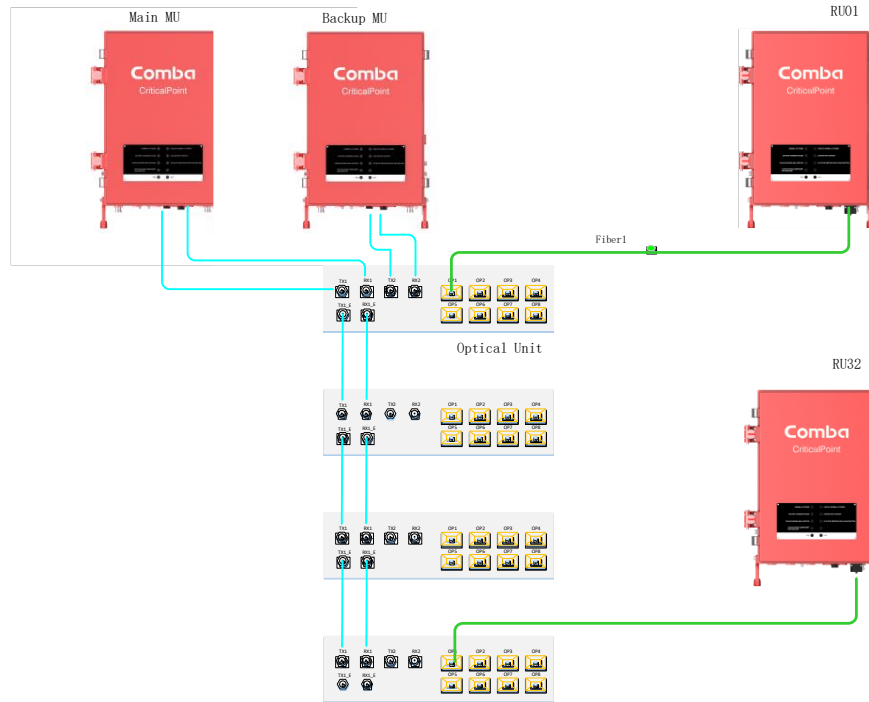 Main MU
Backup MU
RU01
Comba
CriticalPoint
Comba
CriticalPoint
Comba
CriticalPoint
Fiber1
TX1 RX1 TX2 RX2 OP1 OP2 OP3 OP4
TX1_E RX1_E OP5 OP6 OP7 OP8
Optical Unit
RU32
TX1 RX1 TX2 RX2 OP1 OP2 OP3 OP4
TX1_E RX1_E OP5 OP6 OP7 OP8
Comba
CriticalPoint
TX1 RX1 TX2 RX2 OP1 OP2 OP3 OP4
TX1_E RX1_E OP5 OP6 OP7 OP8
TX1 RX1 TX2 RX2 OP1 OP2 OP3 OP4
TX1_E RX1_E OP5 OP6 OP7 OP8